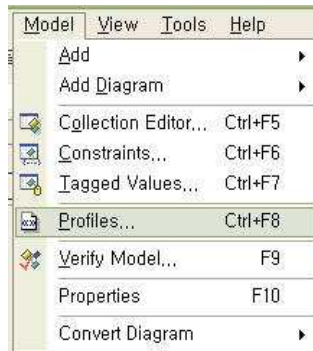 Model View Tools Help
Add
Add Diagram
Collection Editor... Ctrl+F5
Constraints... Ctrl+F6
Tagged Values... Ctrl+F7
Profiles... Ctrl+F8
Verify Model... F9
Properties F10
Convert Diagram